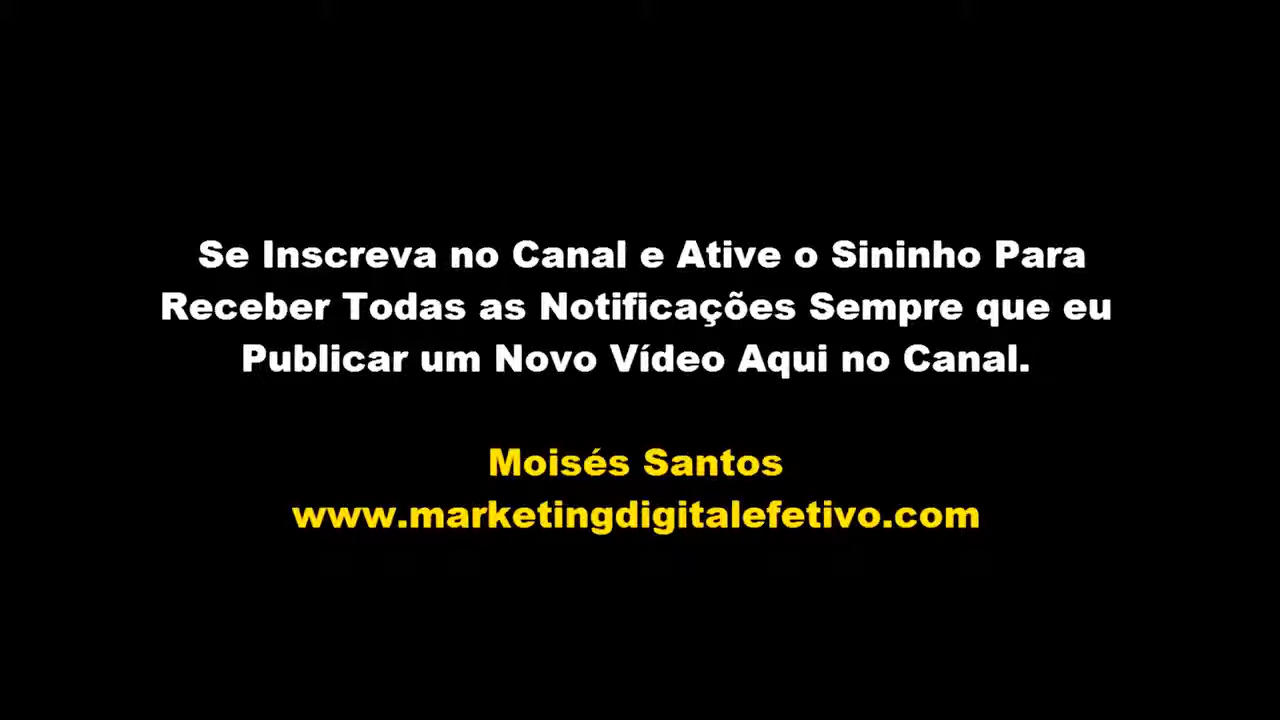 Se Inscreva no Canal e Ative o Sininho Para
Receber Todas as Notificações Sempre que eu
Publicar um Novo Vídeo Aqui no Canal.
Moisés Santos
www.marketingdigitalefetivo.com